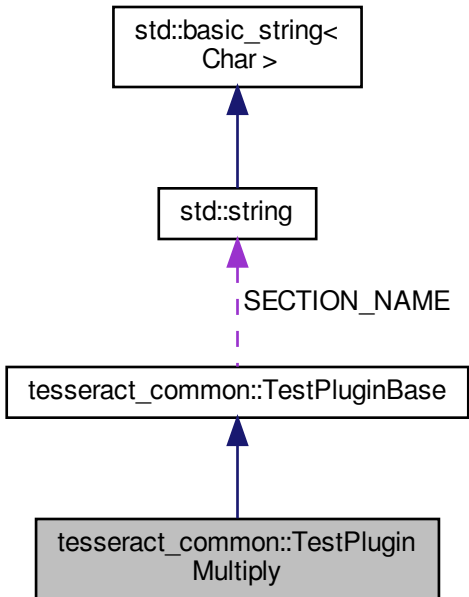 std::basic_string<
Char >
std::string
SECTION_NAME
tesseract_common::TestPluginBase
tesseract_common::TestPlugin
Multiply